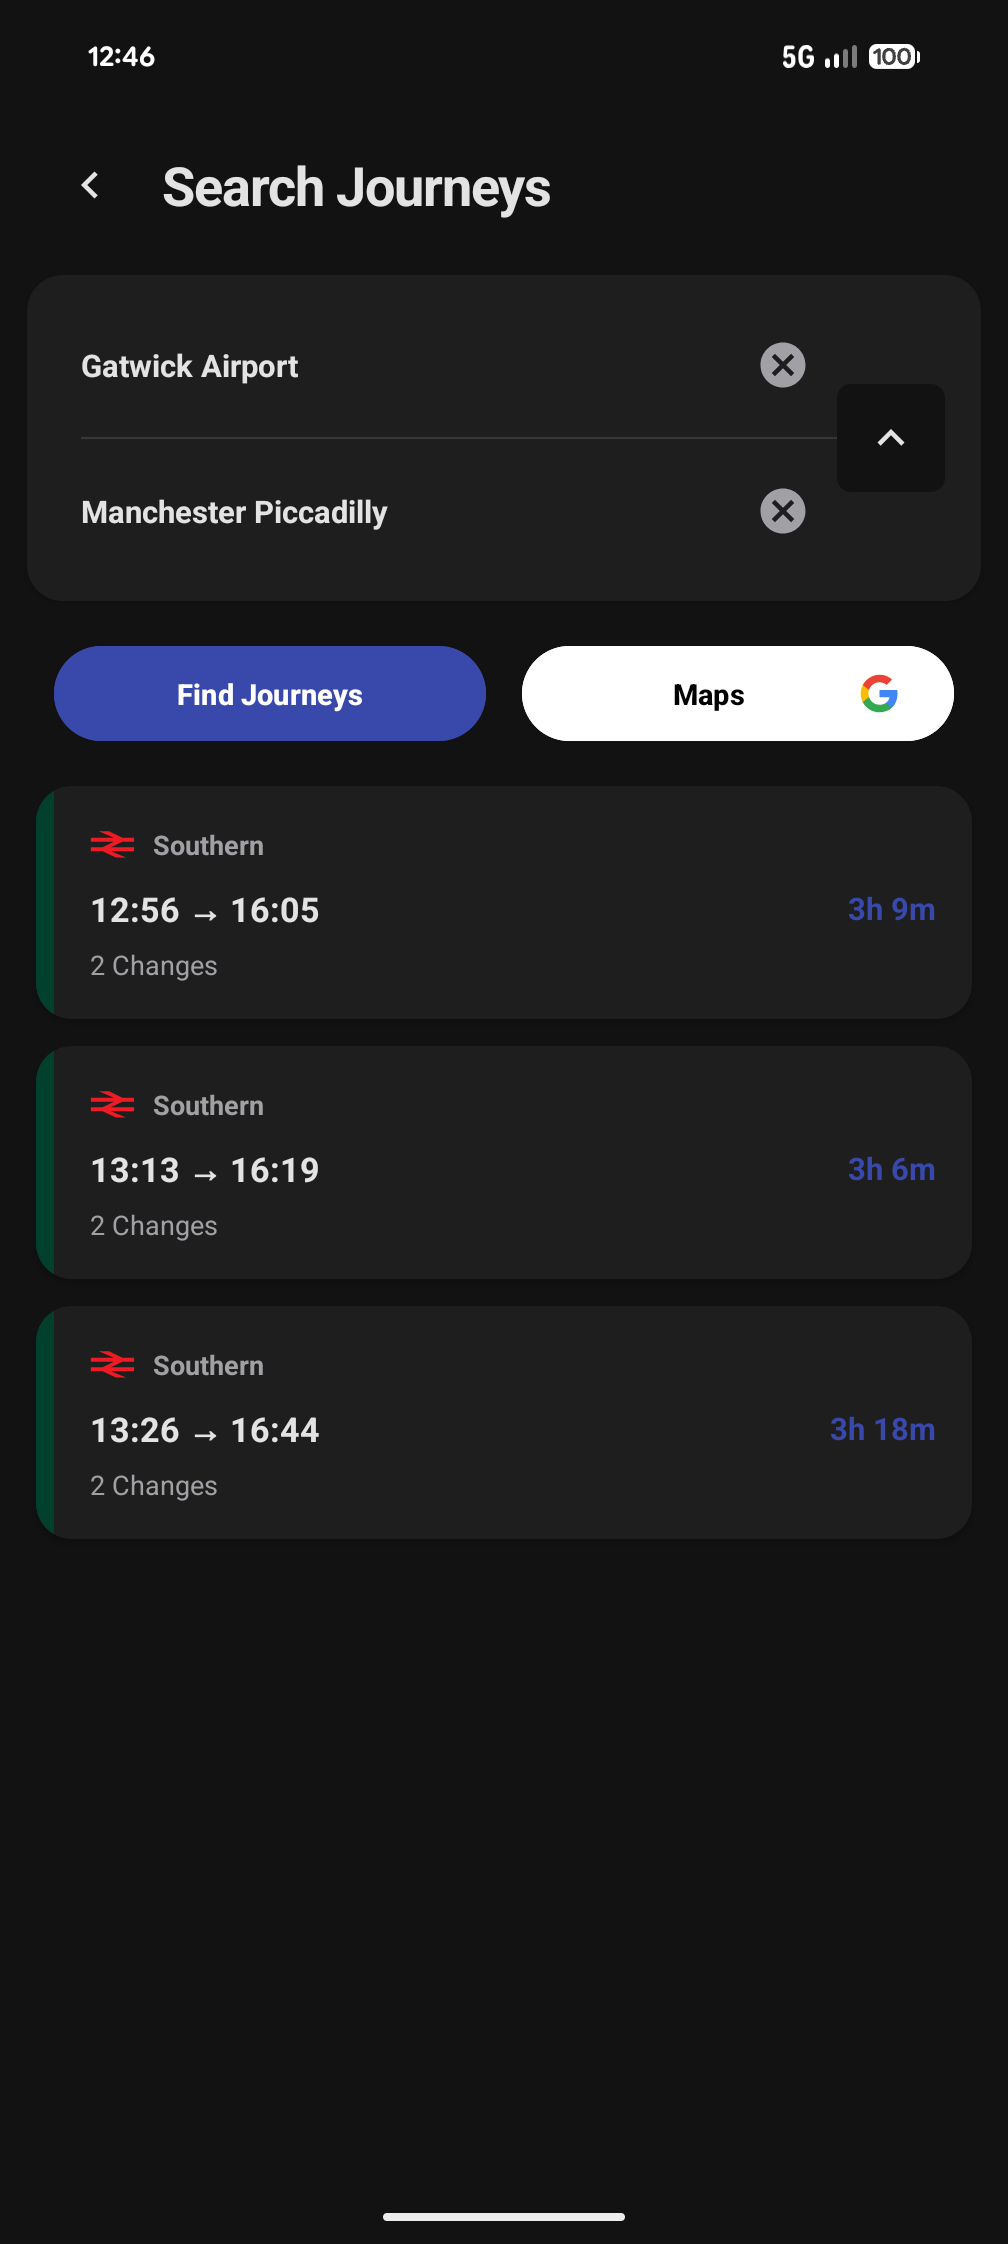 12:46
5G
100
Search Journeys
Gatwick Airport
Manchester Piccadilly
Find Journeys
Maps
Southern
12:56 → 16:05
3h 9m
2 Changes
Southern
13:13 → 16:19
3h 6m
2 Changes
Southern
13:26 → 16:44
3h 18m
2 Changes